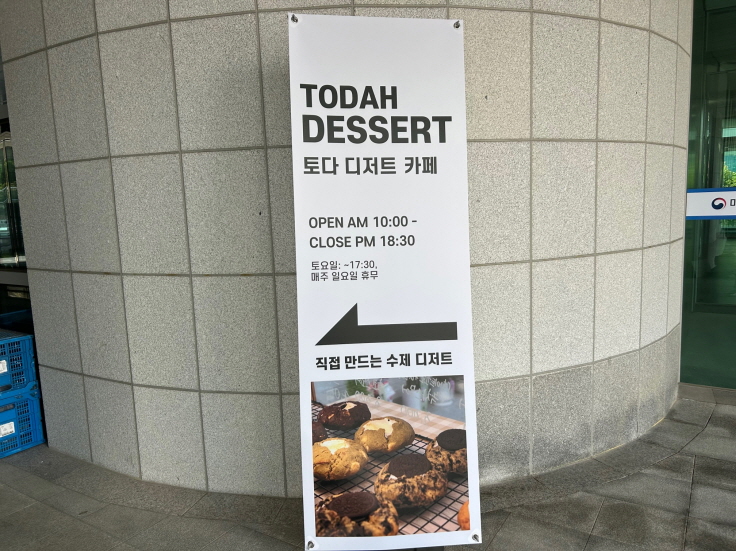 TODAH
DESSERT
토다 디저트 카페
OPEN AM 10:00 -
CLOSE PM 18:30
토요일: ~17:30,
매주 일요일 휴무
직접 만드는 수제 디저트